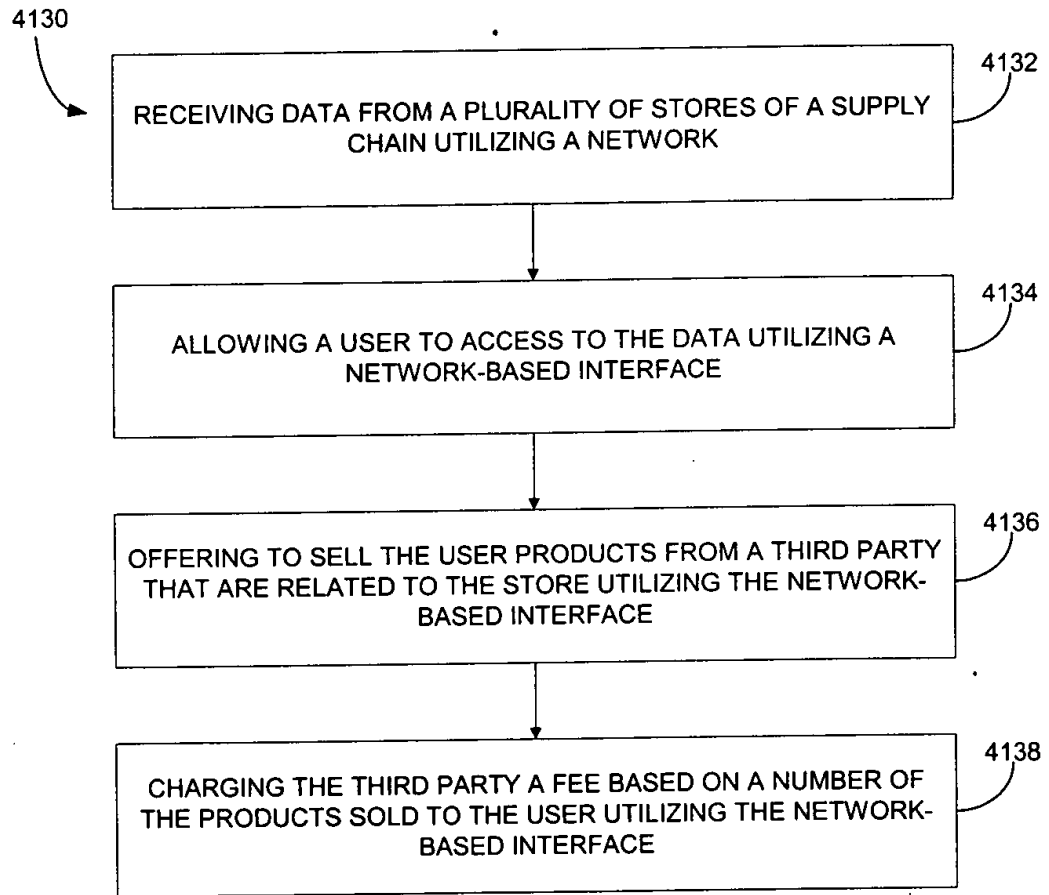 4130
4132
RECEIVING DATA FROM A PLURALITY OF STORES OF A SUPPLY
CHAIN UTILIZING A NETWORK
4134
ALLOWING A USER TO ACCESS TO THE DATA UTILIZING A
NETWORK-BASED INTERFACE
4136
OFFERING TO SELL THE USER PRODUCTS FROM A THIRD PARTY
THAT ARE RELATED TO THE STORE UTILIZING THE NETWORK-
BASED INTERFACE
4138
CHARGING THE THIRD PARTY A FEE BASED ON A NUMBER OF
THE PRODUCTS SOLD TO THE USER UTILIZING THE NETWORK-
BASED INTERFACE